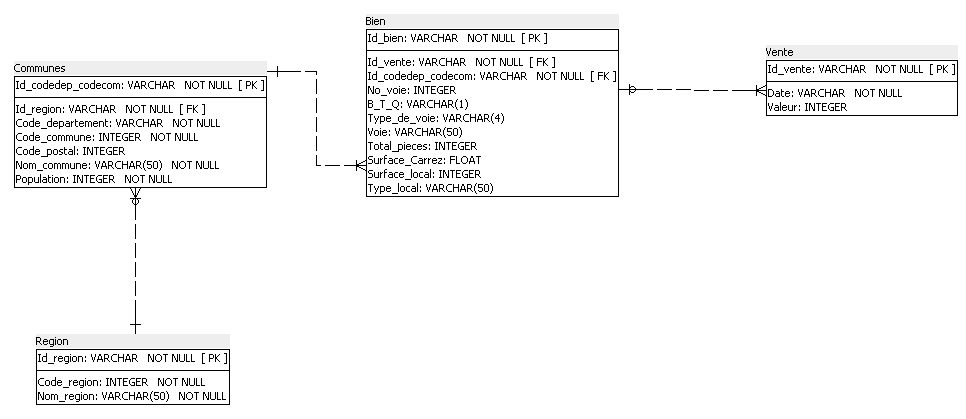 Communes
Id_codedep_codecom: VARCHAR NOT NULL [ PK ]
Id_region: VARCHAR NOT NULL [ FK ]
Code_departement: VARCHAR NOT NULL
Code_commune: INTEGER NOT NULL
Code_postal: INTEGER
Nom_commune: VARCHAR(50) NOT NULL
Population: INTEGER NOT NULL
Bien
Id_bien: VARCHAR NOT NULL [ PK ]
Id_vente: VARCHAR NOT NULL [ FK ]
Id_codedep_codecom: VARCHAR NOT NULL [ FK ]
No_voie: INTEGER
B_T_Q: VARCHAR(1)
Type_de_voie: VARCHAR(4)
Voie: VARCHAR(50)
Total_pieces: INTEGER
Surface_Carrez: FLOAT
Surface_local: INTEGER
Type_local: VARCHAR(50)
Vente
Id_vente: VARCHAR NOT NULL [ PK ]
Date: VARCHAR NOT NULL
Valeur: INTEGER
Region
Id_region: VARCHAR NOT NULL [ PK ]
Code_region: INTEGER NOT NULL
Nom_region: VARCHAR(50) NOT NULL